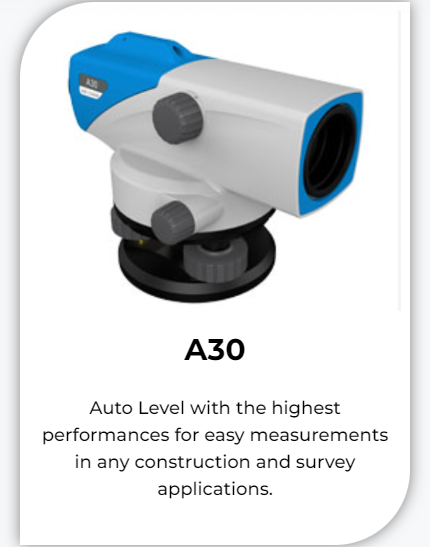 A30
A30
Auto Level with the highest
performances for easy measurements
in any construction and survey
applications.